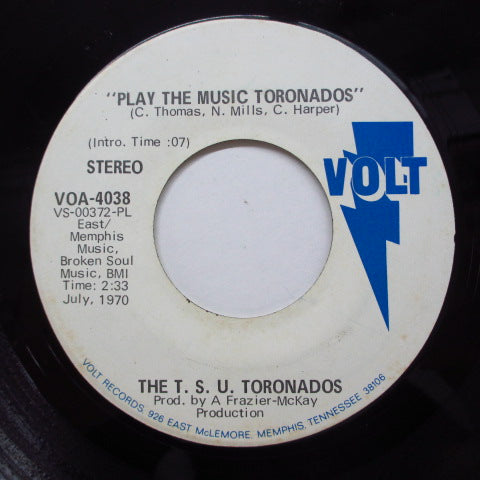 "PLAY THE MUSIC TORONADOS"
(C. Thomas, N. Mills, C. Harper)
(Intro. Time :07)
STEREO
VOLT
VOA-4038
VS-00372-PL
East/
Memphis
Music,
Broken Soul
Music, BMI
Time: 2:33
July, 1970
THE T. S. U. TORONADOS
Prod. by A Frazier-McKay
Production
VOLT RECORDS, 926 EAST McLEMORE, MEMPHIS, TENNESSEE 38106